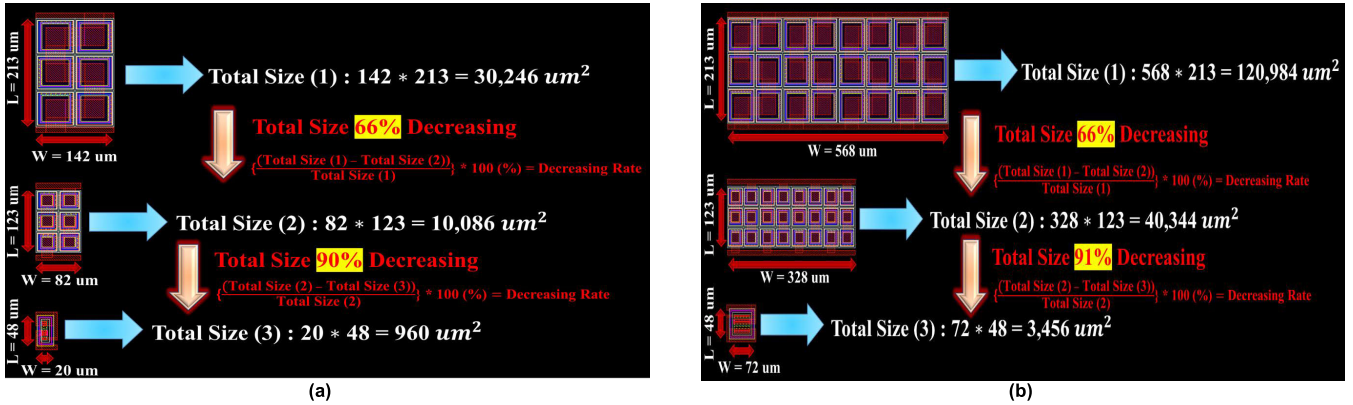 L = 213 um
Total Size (1) : 142 * 213 = 30,246 um²
W = 142 um
Total Size 66% Decreasing
{(Total Size (1) – Total Size (2)) / Total Size (1)} * 100 (%) = Decreasing Rate
L = 123 um
Total Size (2) : 82 * 123 = 10,086 um²
W = 82 um
Total Size 90% Decreasing
{(Total Size (2) – Total Size (3)) / Total Size (2)} * 100 (%) = Decreasing Rate
L = 48 um
Total Size (3) : 20 * 48 = 960 um²
W = 20 um
(a)
L = 213 um
Total Size (1) : 568 * 213 = 120,984 um²
W = 568 um
Total Size 66% Decreasing
{(Total Size (1) – Total Size (2)) / Total Size (1)} * 100 (%) = Decreasing Rate
L = 123 um
Total Size (2) : 328 * 123 = 40,344 um²
W = 328 um
Total Size 91% Decreasing
{(Total Size (2) – Total Size (3)) / Total Size (2)} * 100 (%) = Decreasing Rate
L = 48 um
Total Size (3) : 72 * 48 = 3,456 um²
W = 72 um
(b)